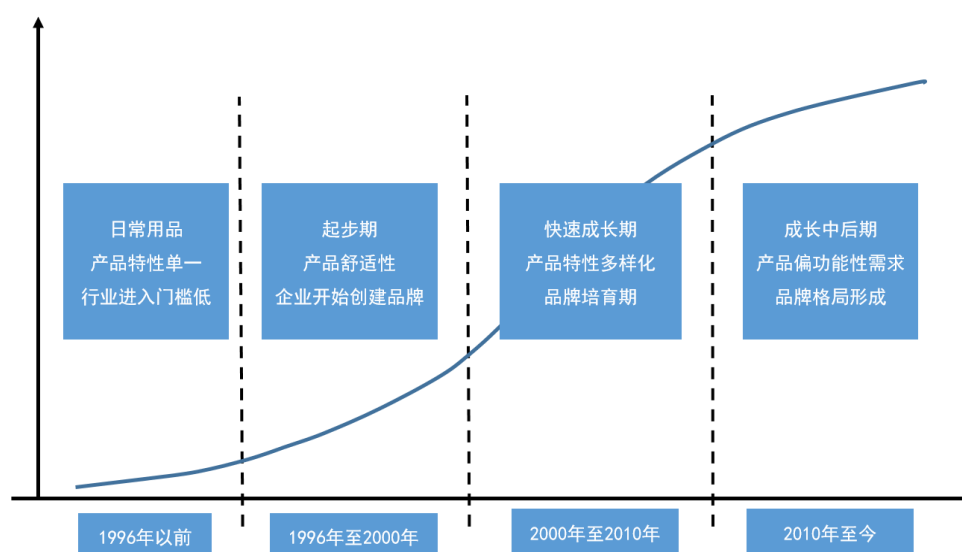 日常用品
产品特性单一
行业进入门槛低
起步期
产品舒适性
企业开始创建品牌
快速成长期
产品特性多样化
品牌培育期
成长中后期
产品偏功能性需求
品牌格局形成
1996年以前
1996年至2000年
2000年至2010年
2010年至今